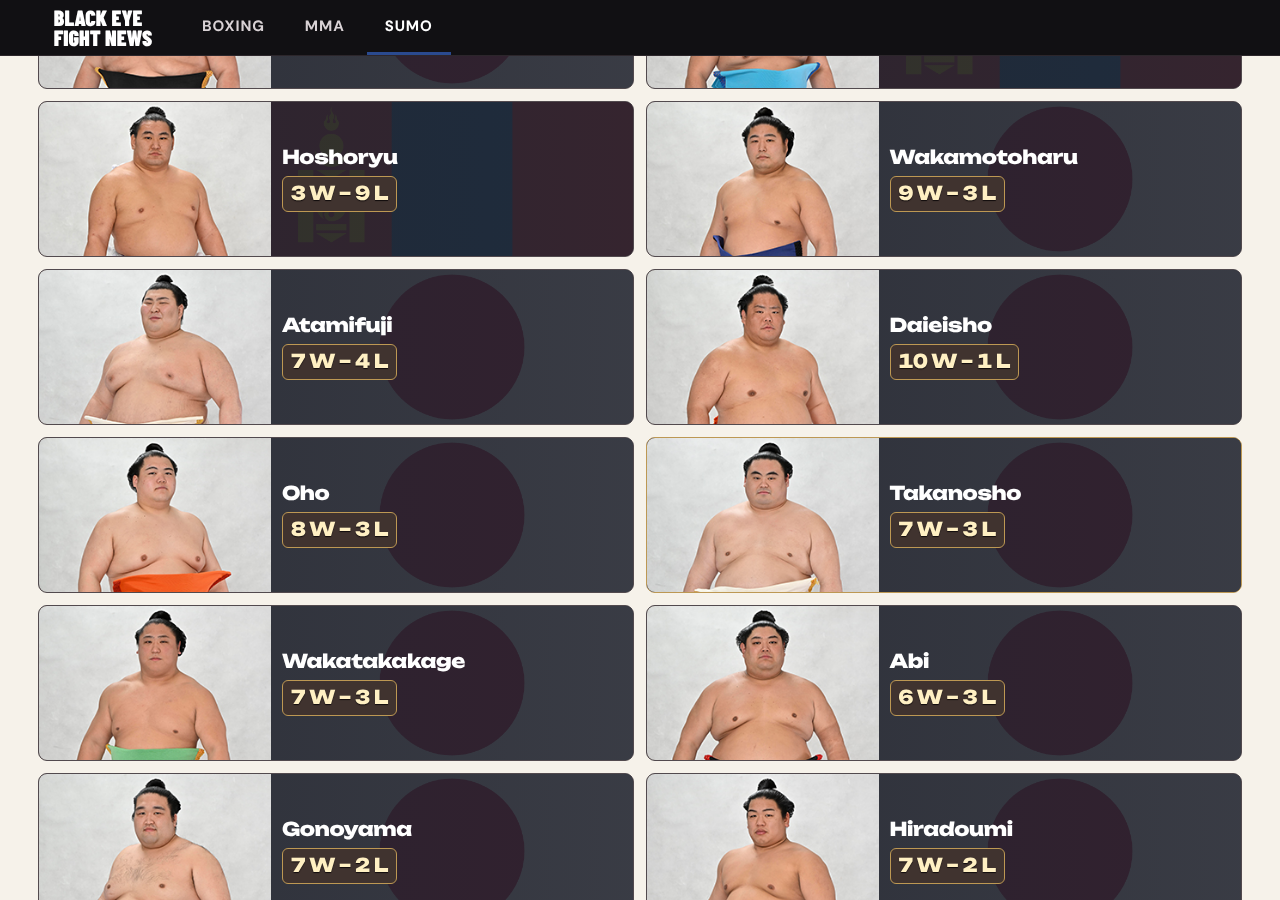 BLACK EYE
FIGHT NEWS
BOXING
MMA
SUMO
Hoshoryu
3W-9L
Wakamotoharu
9W-3L
Atamifuji
7W-4L
Daieisho
10W-1L
Oho
8W-3L
Takanosho
7W-3L
Wakatakakage
7W-3L
Abi
6W-3L
Gonoyama
7W-2L
Hiradoumi
7W-2L